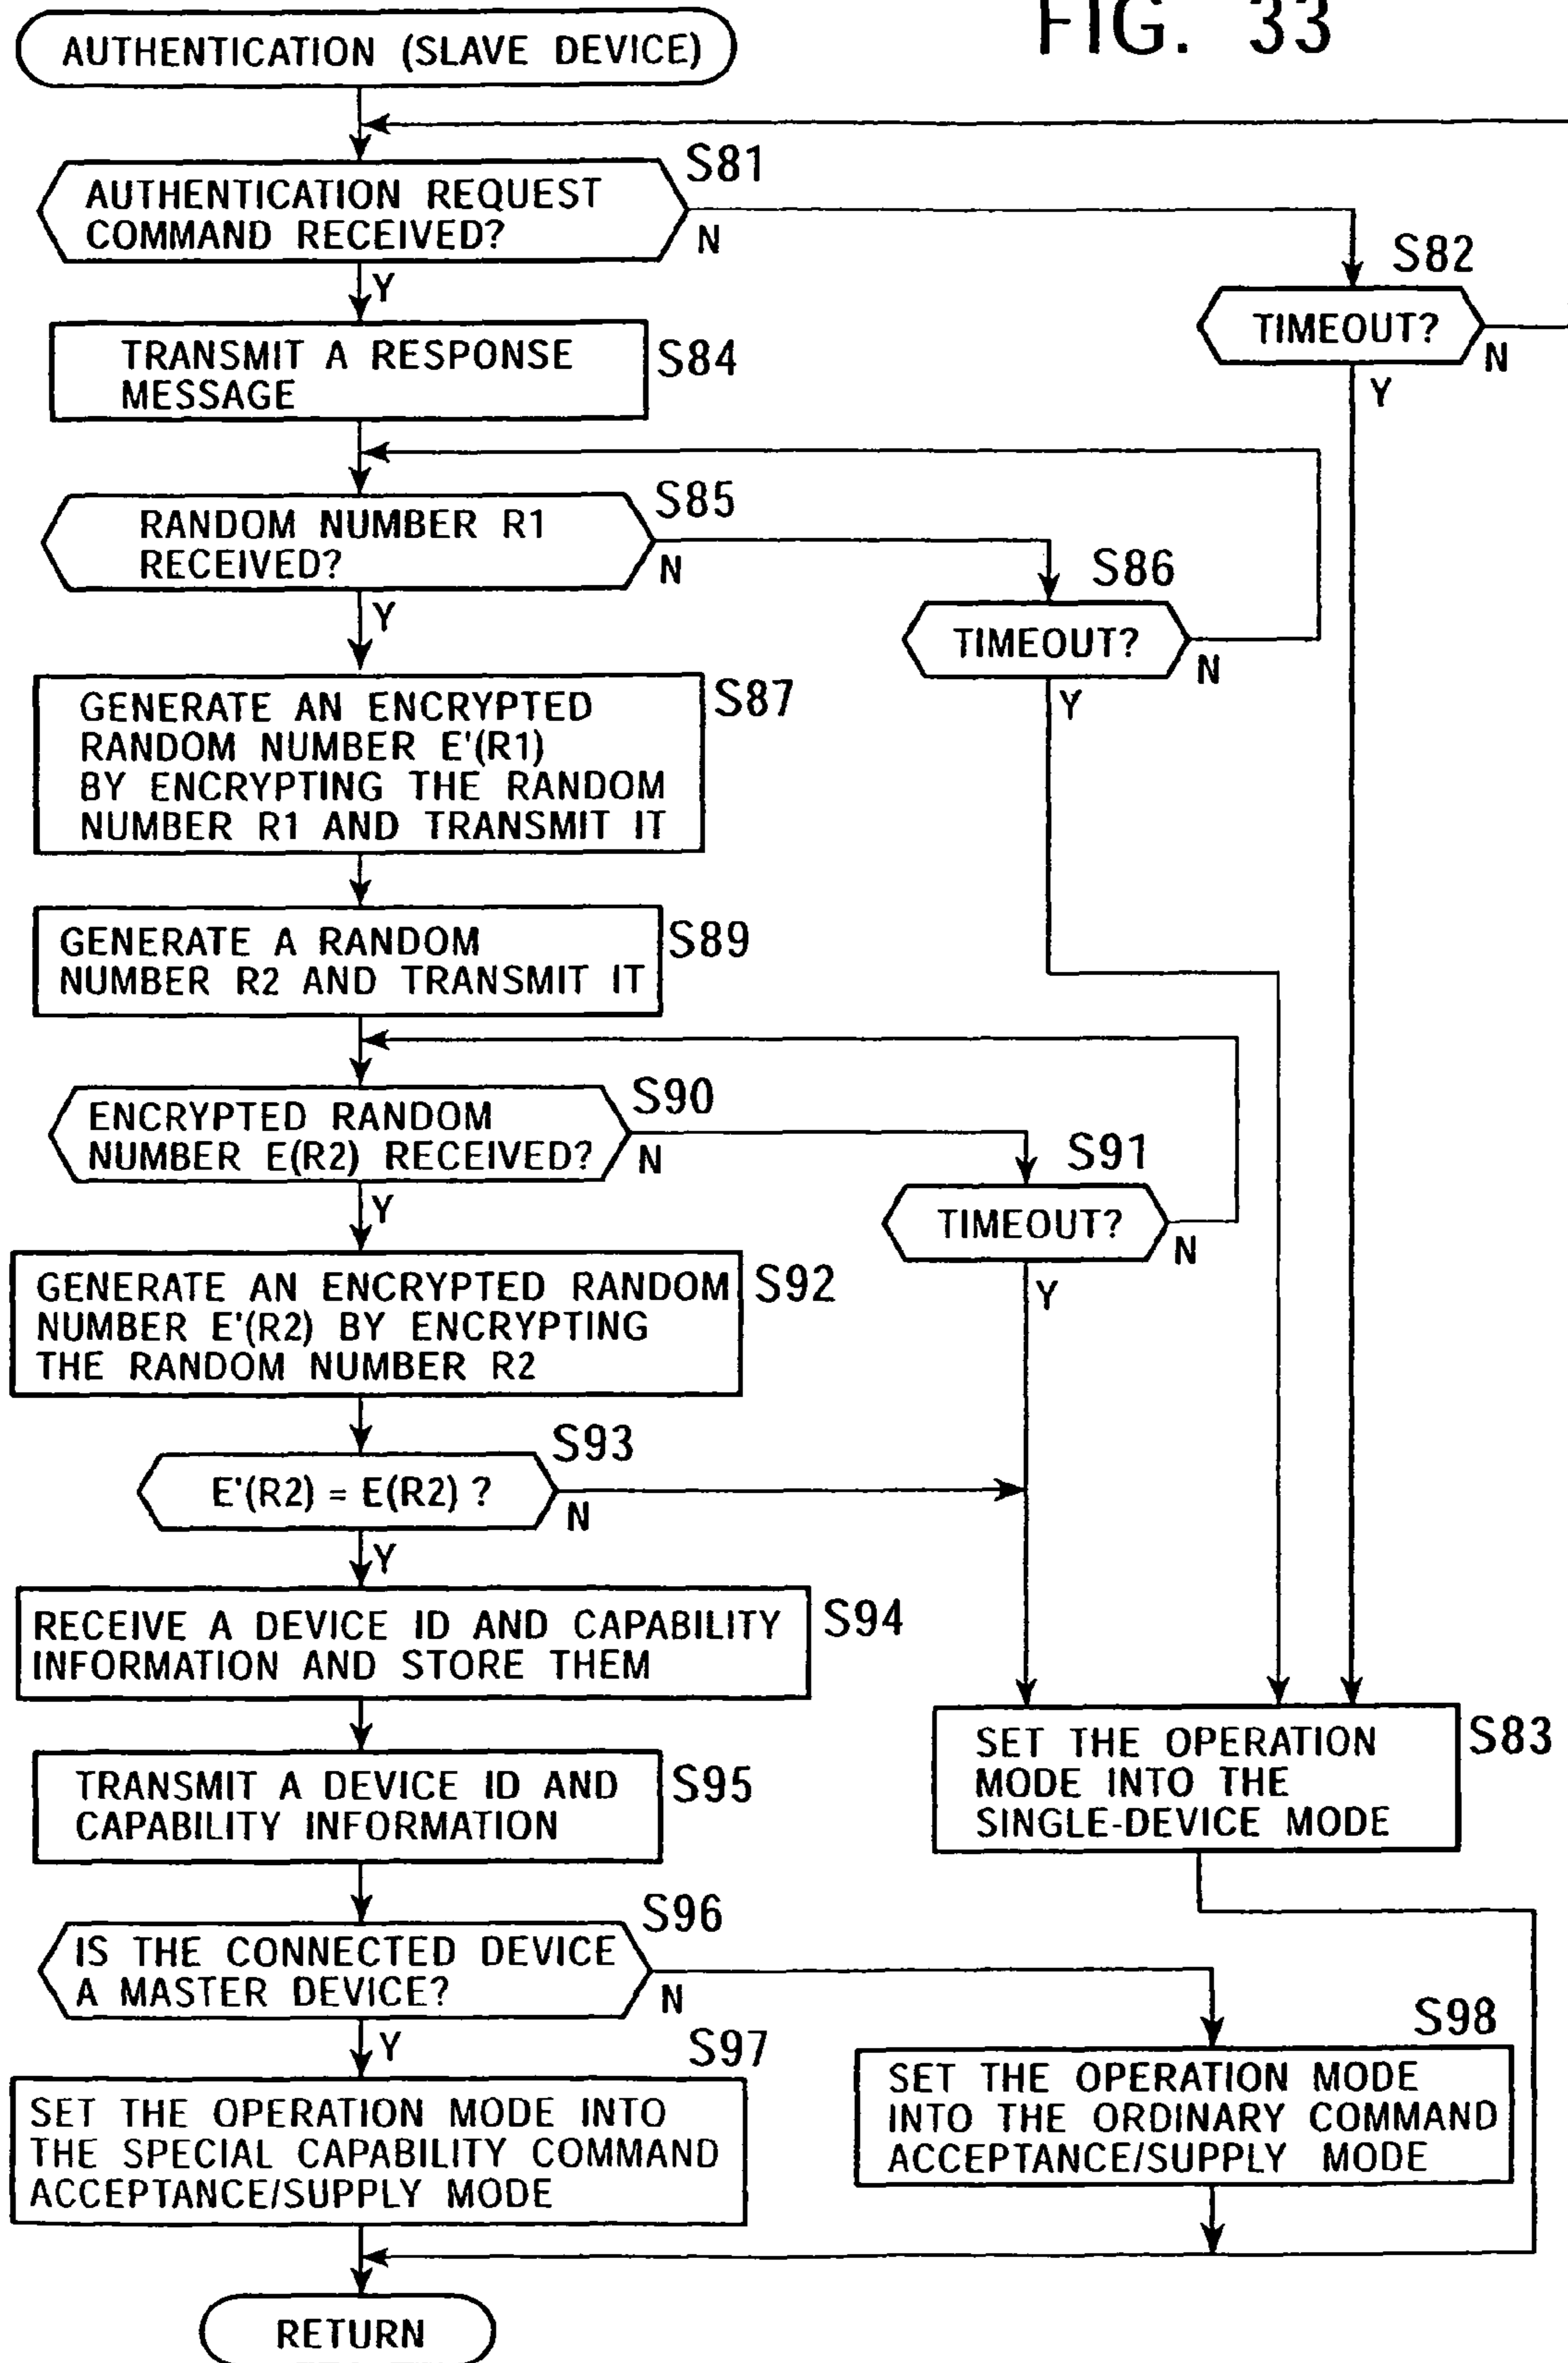 FIG. 33
AUTHENTICATION (SLAVE DEVICE)
S81
AUTHENTICATION REQUEST
COMMAND RECEIVED?
N
Y
S82
TIMEOUT?
N
Y
TRANSMIT A RESPONSE
MESSAGE
S84
S85
RANDOM NUMBER R1
RECEIVED?
N
Y
S86
TIMEOUT?
N
Y
GENERATE AN ENCRYPTED
RANDOM NUMBER E'(R1)
BY ENCRYPTING THE RANDOM
NUMBER R1 AND TRANSMIT IT
S87
GENERATE A RANDOM
NUMBER R2 AND TRANSMIT IT
S89
S90
ENCRYPTED RANDOM
NUMBER E(R2) RECEIVED?
N
Y
S91
TIMEOUT?
N
Y
GENERATE AN ENCRYPTED RANDOM
NUMBER E'(R2) BY ENCRYPTING
THE RANDOM NUMBER R2
S92
S93
E'(R2) = E(R2) ?
N
Y
RECEIVE A DEVICE ID AND CAPABILITY
INFORMATION AND STORE THEM
S94
SET THE OPERATION
MODE INTO THE
SINGLE-DEVICE MODE
S83
TRANSMIT A DEVICE ID AND
CAPABILITY INFORMATION
S95
S96
IS THE CONNECTED DEVICE
A MASTER DEVICE?
N
Y
S97
SET THE OPERATION MODE INTO
THE SPECIAL CAPABILITY COMMAND
ACCEPTANCE/SUPPLY MODE
S98
SET THE OPERATION MODE
INTO THE ORDINARY COMMAND
ACCEPTANCE/SUPPLY MODE
RETURN